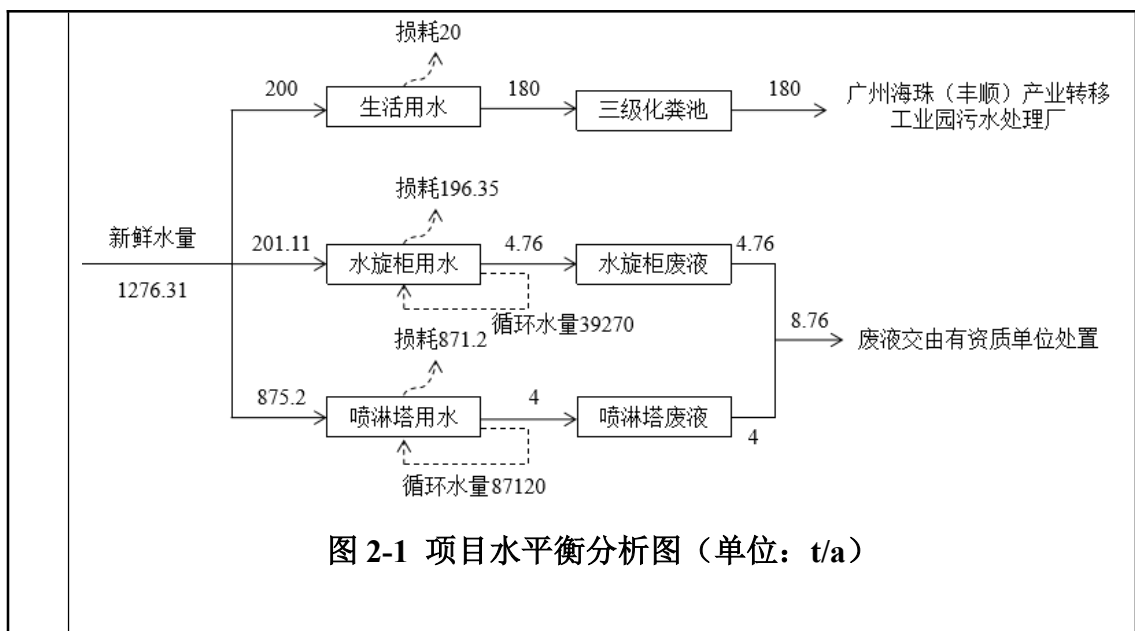 损耗20
200
生活用水
180
三级化粪池
180
广州海珠（丰顺）产业转移
工业园污水处理厂
损耗196.35
新鲜水量
1276.31
201.11
水旋柜用水
4.76
水旋柜废液
4.76
循环水量39270
8.76
废液交由有资质单位处置
损耗871.2
875.2
喷淋塔用水
4
喷淋塔废液
4
循环水量87120
图 2-1 项目水平衡分析图（单位：t/a）